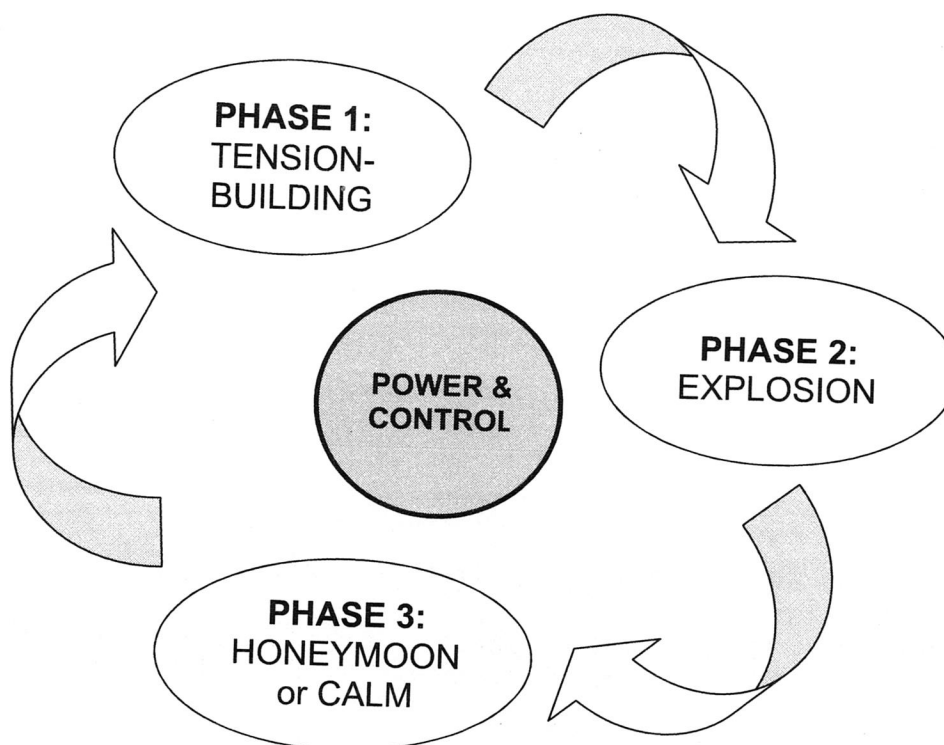 PHASE 1:
TENSION-
BUILDING
PHASE 2:
EXPLOSION
POWER &
CONTROL
PHASE 3:
HONEYMOON
or CALM